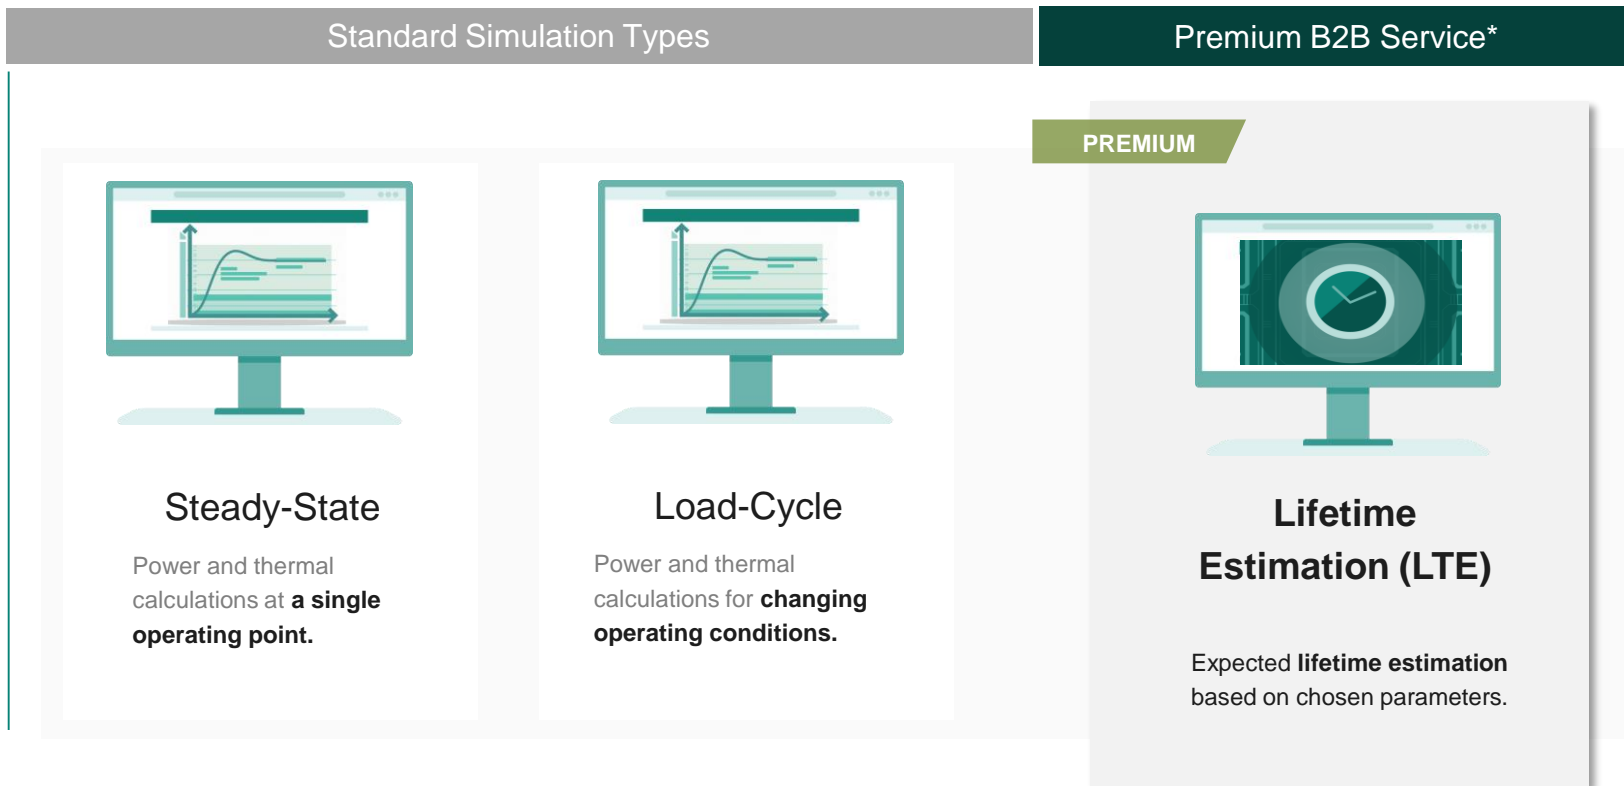 Standard Simulation Types
Premium B2B Service*
PREMIUM
Steady-State
Power and thermal
calculations at a single
operating point.
Load-Cycle
Power and thermal
calculations for changing
operating conditions.
Lifetime
Estimation (LTE)
Expected lifetime estimation
based on chosen parameters.